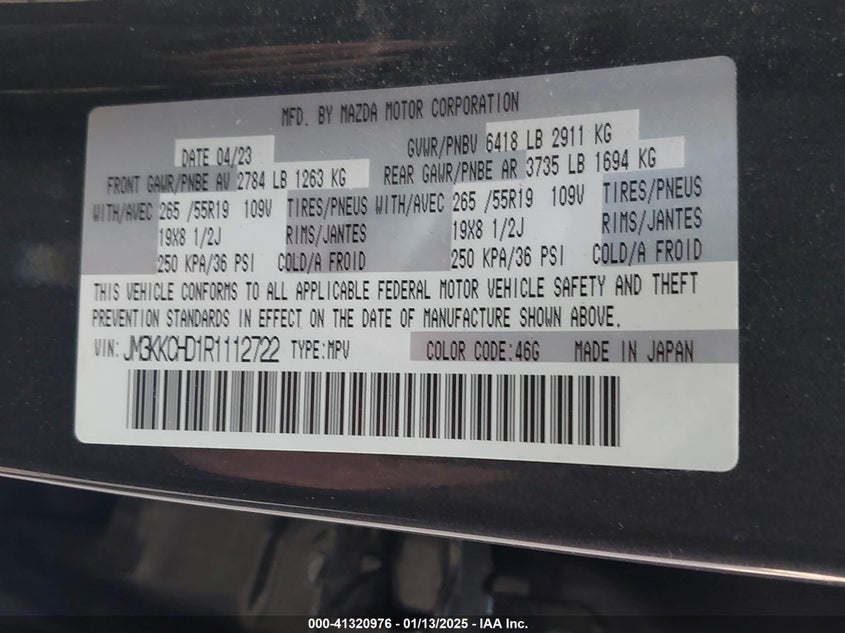 MFD. BY MAZDA MOTOR CORPORATION
DATE 04/23 GVWR/PNBV 6418 LB 2911 KG
FRONT GAWR/PNBE AV 2784 LB 1263 KG REAR GAWR/PNBE AR 3735 LB 1694 KG
WITH/AVEC 265 /55R19 109V TIRES/PNEUS WITH/AVEC 265 /55R19 109V TIRES/PNEUS
19X8 1/2J RIMS/JANTES 19X8 1/2J RIMS/JANTES
250 KPA/36 PSI COLD/A FROID 250 KPA/36 PSI COLD/A FROID
THIS VEHICLE CONFORMS TO ALL APPLICABLE FEDERAL MOTOR VEHICLE SAFETY AND THEFT
PREVENTION STANDARDS IN EFFECT ON THE DATE OF MANUFACTURE SHOWN ABOVE.
VIN: JM3KKCHD1R1112722 TYPE:MPV COLOR CODE:46G MADE IN JAPAN
000-41320976 - 01/13/2025 - IAA Inc.